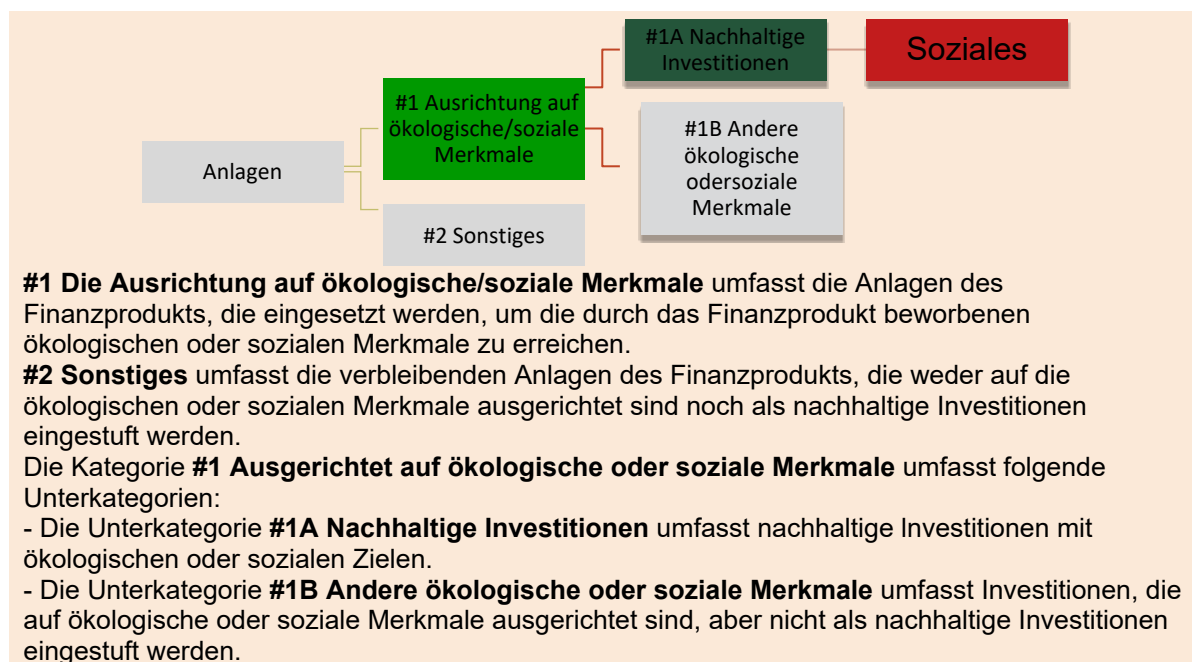 #1A Nachhaltige
Investitionen
Soziales
#1 Ausrichtung auf
ökologische/soziale
Merkmale
#1B Andere
ökologische
odersoziale
Merkmale
Anlagen
#2 Sonstiges
#1 Die Ausrichtung auf ökologische/soziale Merkmale umfasst die Anlagen des
Finanzprodukts, die eingesetzt werden, um die durch das Finanzprodukt beworbenen
ökologischen oder sozialen Merkmale zu erreichen.
#2 Sonstiges umfasst die verbleibenden Anlagen des Finanzprodukts, die weder auf die
ökologischen oder sozialen Merkmale ausgerichtet sind noch als nachhaltige Investitionen
eingestuft werden.
Die Kategorie #1 Ausgerichtet auf ökologische oder soziale Merkmale umfasst folgende
Unterkategorien:
- Die Unterkategorie #1A Nachhaltige Investitionen umfasst nachhaltige Investitionen mit
ökologischen oder sozialen Zielen.
- Die Unterkategorie #1B Andere ökologische oder soziale Merkmale umfasst Investitionen, die
auf ökologische oder soziale Merkmale ausgerichtet sind, aber nicht als nachhaltige Investitionen
eingestuft werden.